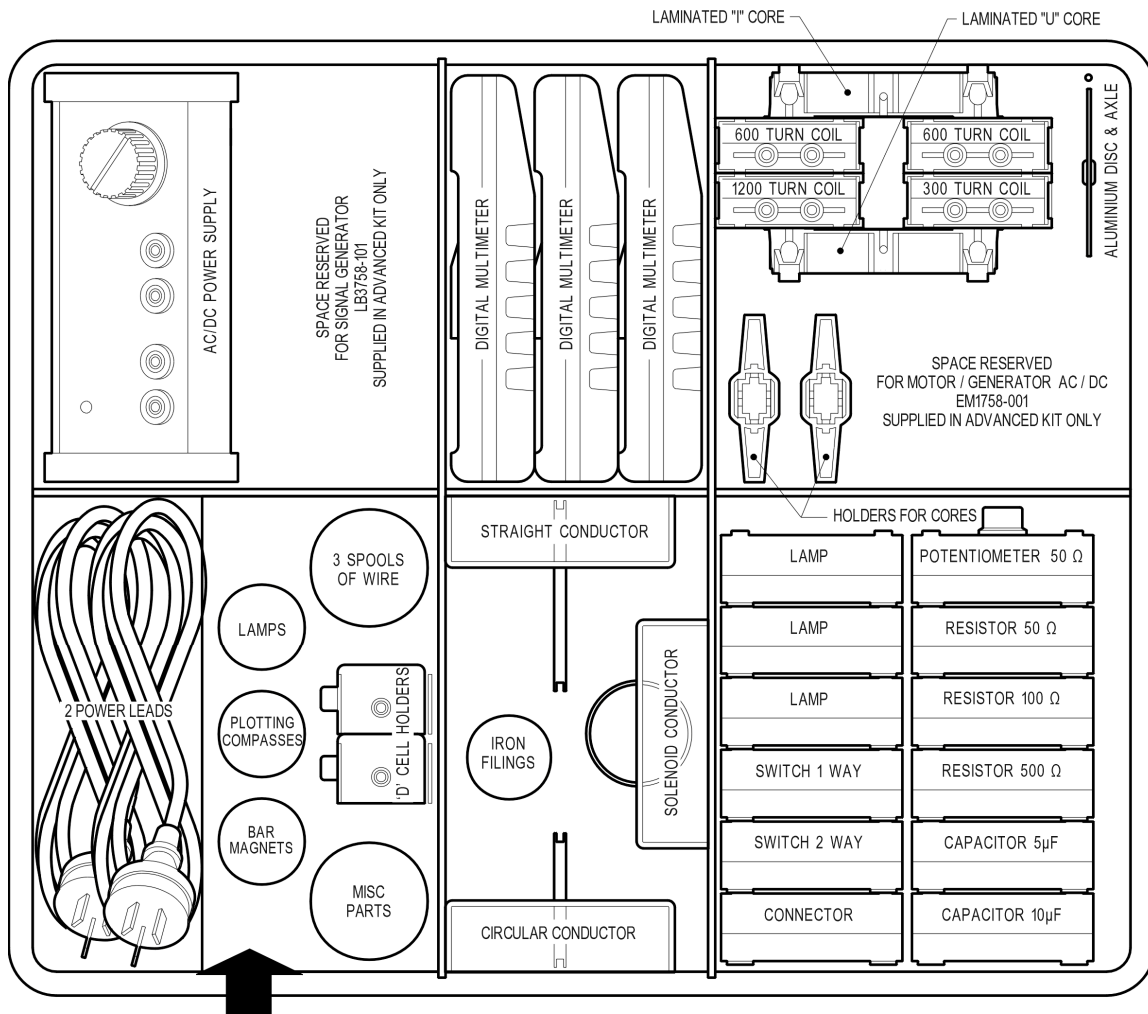 LAMINATED "I" CORE
LAMINATED "U" CORE
AC/DC POWER SUPPLY
SPACE RESERVED
FOR SIGNAL GENERATOR
LB3758-101
SUPPLIED IN ADVANCED KIT ONLY
DIGITAL MULTIMETER
DIGITAL MULTIMETER
DIGITAL MULTIMETER
600 TURN COIL
600 TURN COIL
1200 TURN COIL
300 TURN COIL
ALUMINIUM DISC & AXLE
SPACE RESERVED
FOR MOTOR / GENERATOR AC / DC
EM1758-001
SUPPLIED IN ADVANCED KIT ONLY
HOLDERS FOR CORES
2 POWER LEADS
3 SPOOLS
OF WIRE
LAMPS
PLOTTING
COMPASSES
'D' CELL HOLDERS
BAR
MAGNETS
MISC
PARTS
STRAIGHT CONDUCTOR
IRON
FILINGS
SOLENOID CONDUCTOR
CIRCULAR CONDUCTOR
LAMP
LAMP
LAMP
SWITCH 1 WAY
SWITCH 2 WAY
CONNECTOR
POTENTIOMETER 50 Ω
RESISTOR 50 Ω
RESISTOR 100 Ω
RESISTOR 500 Ω
CAPACITOR 5µF
CAPACITOR 10µF